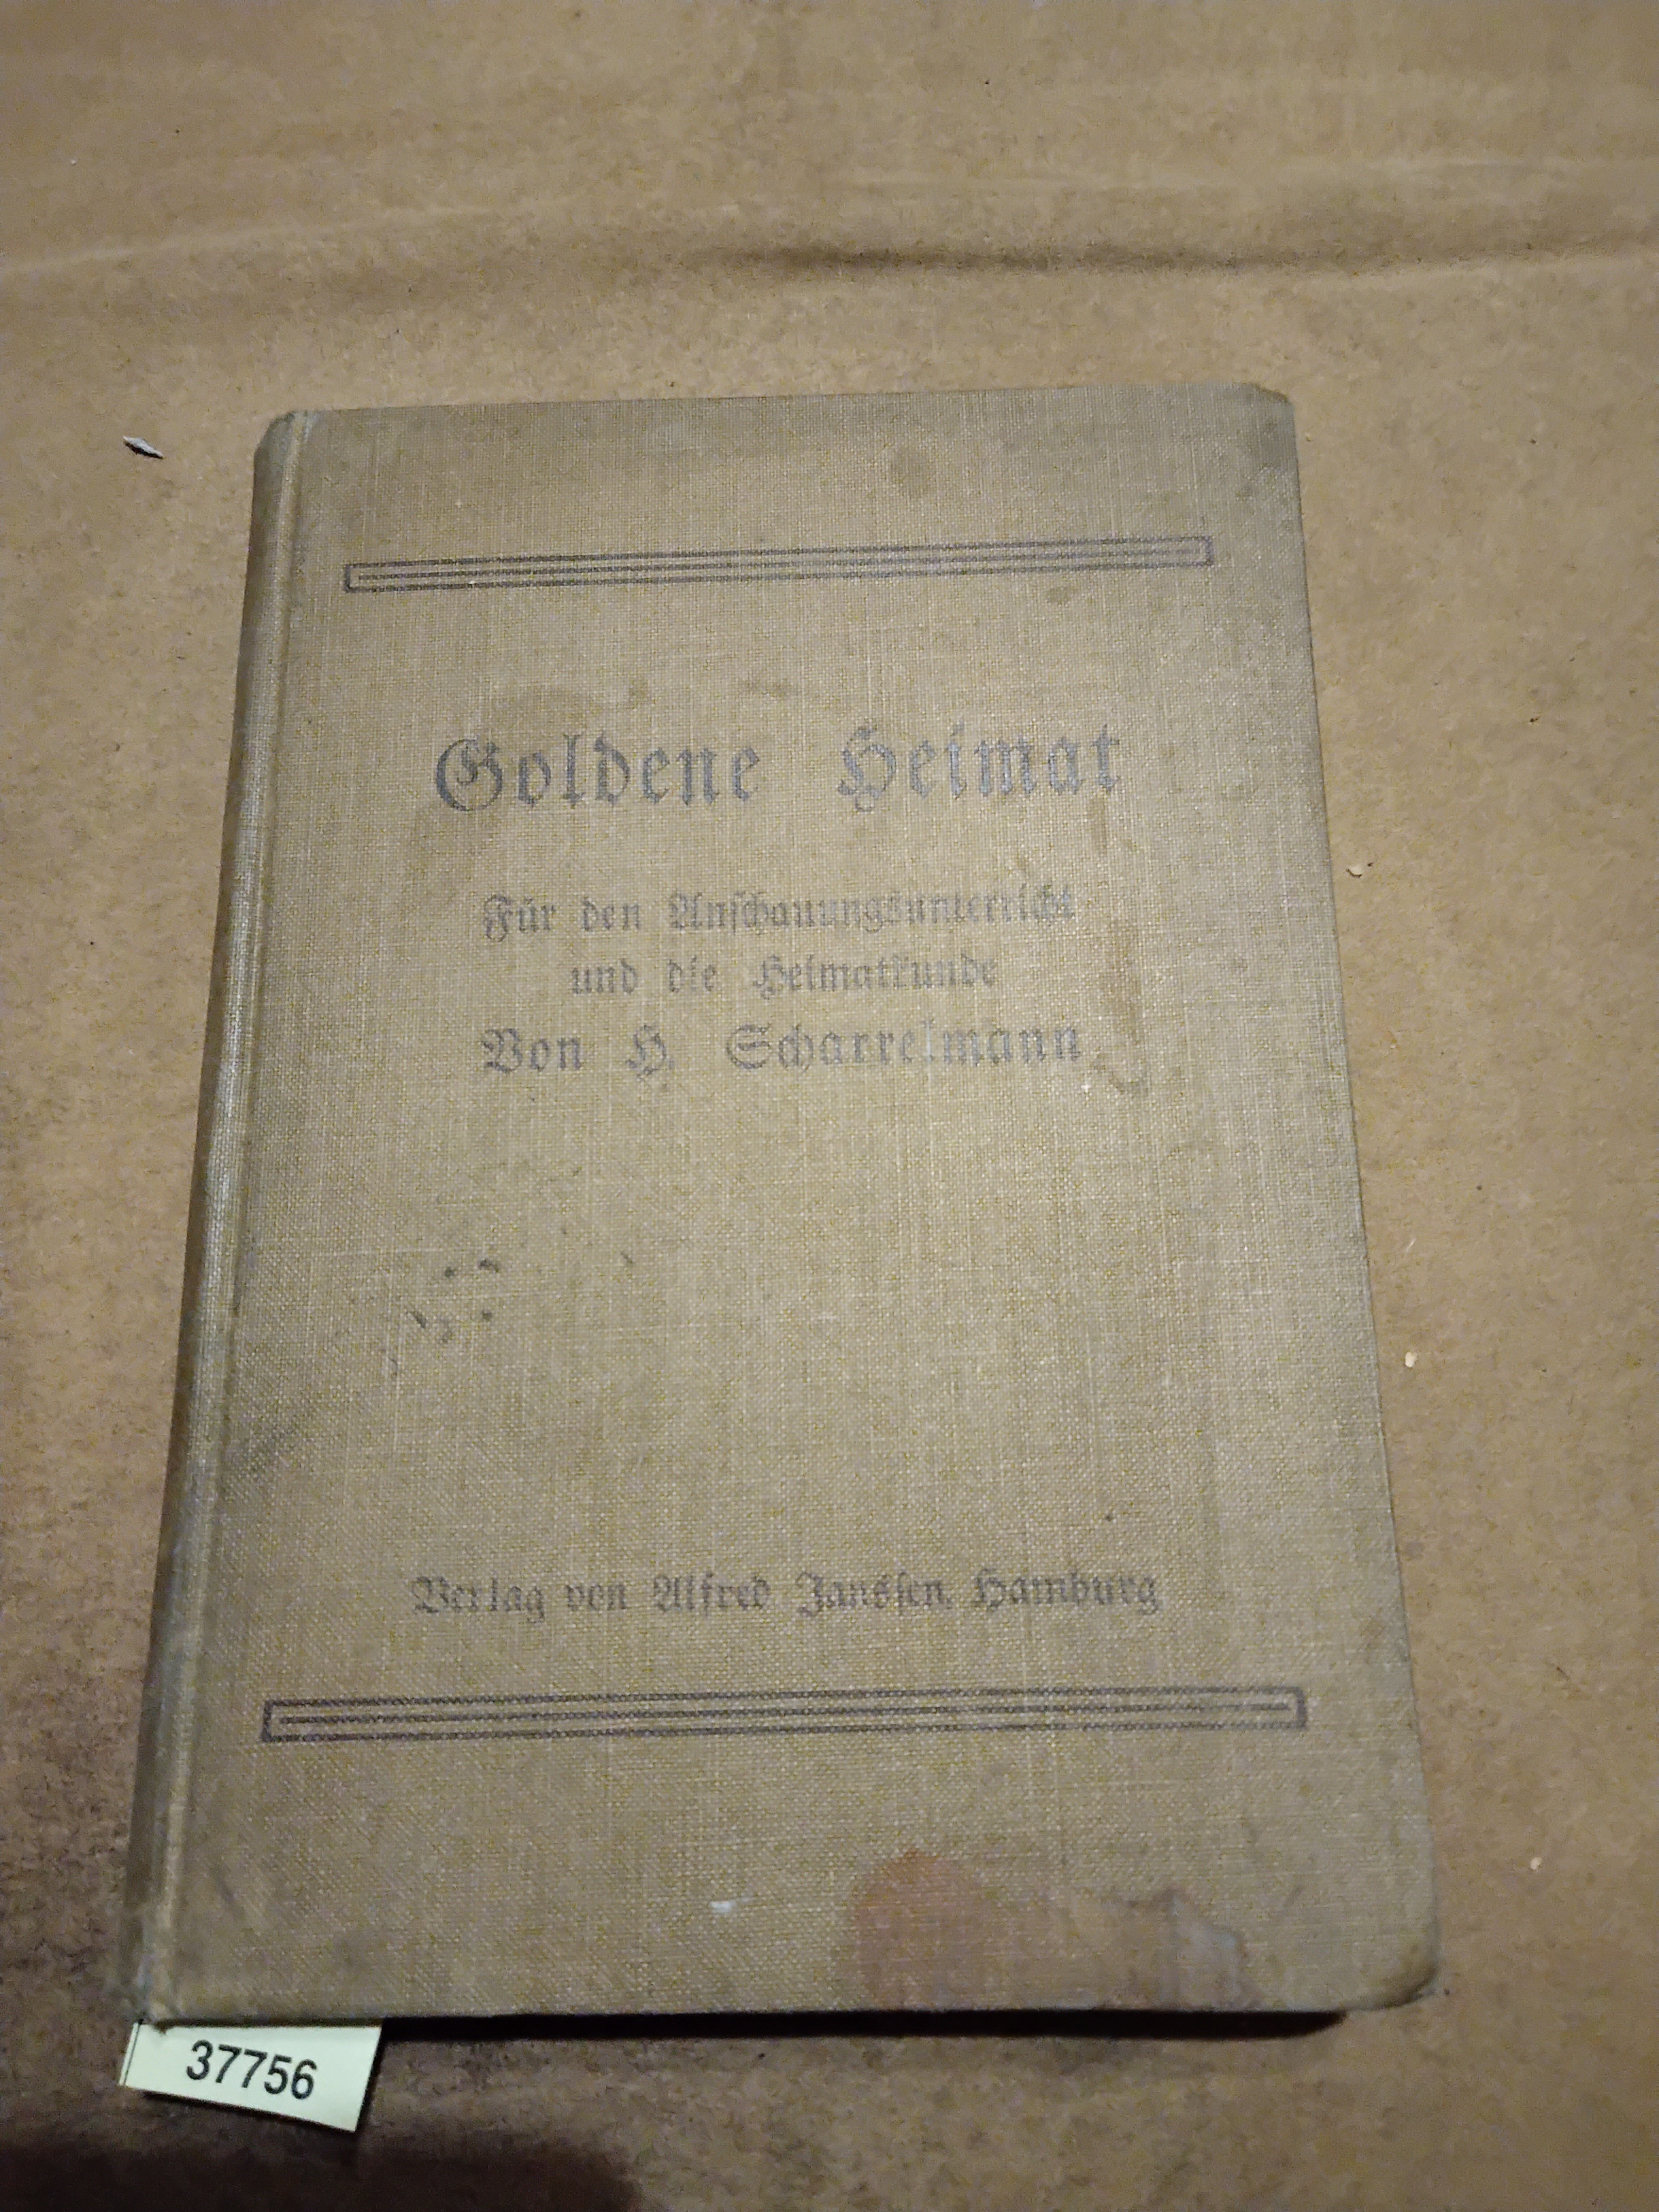 Goldene Heimat
Für den Anschauungsunterricht
und die Heimatkunde
Von H. Scharrelmann
Verlag von Alfred Janssen, Hamburg
37756